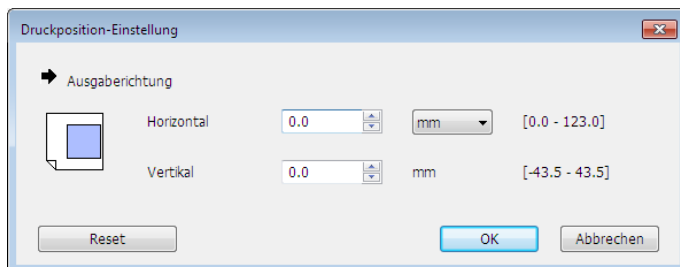 Druckposition-Einstellung
Ausgaberichtung
Horizontal 0.0 mm [0.0 - 123.0]
Vertikal 0.0 mm [-43.5 - 43.5]
Reset OK Abbrechen